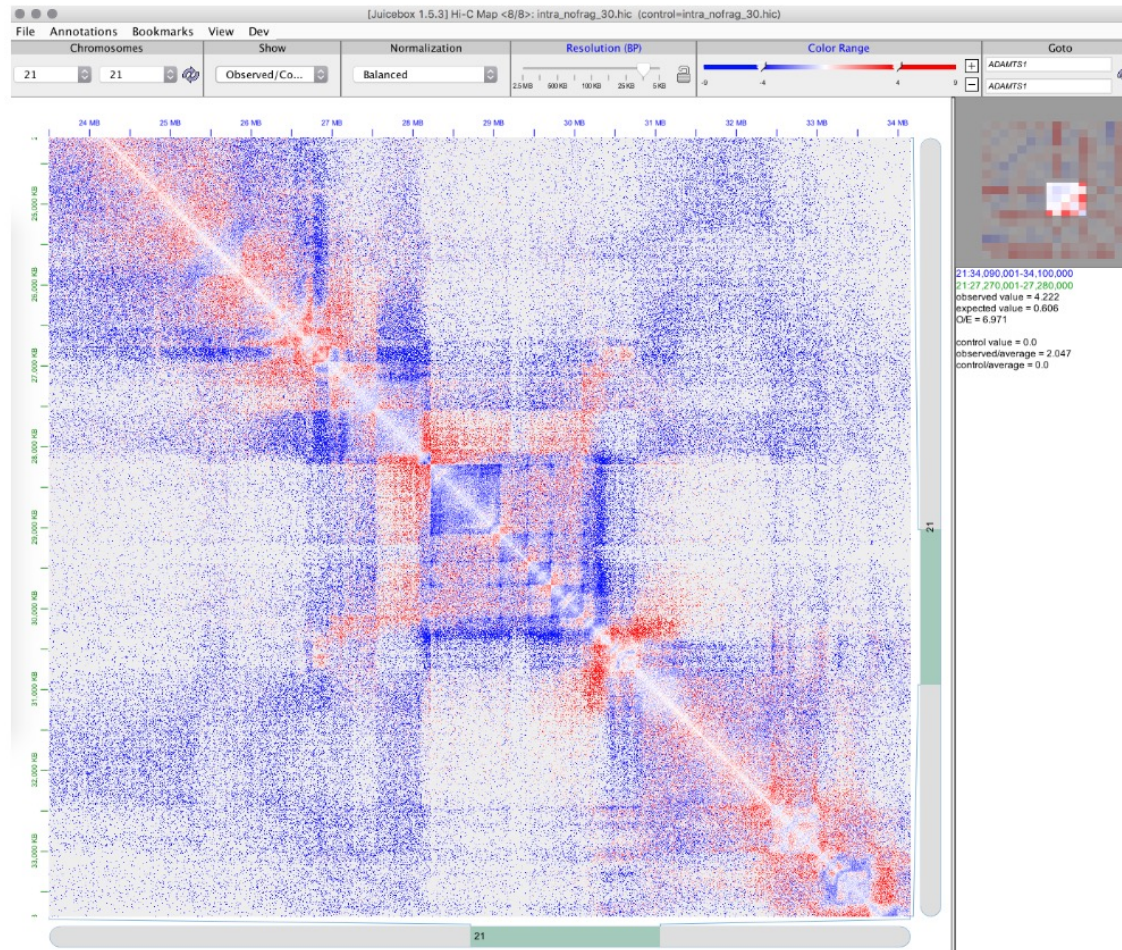 [Juicebox 1.5.3] Hi-C Map <8/8>: intra_nofrag_30.hic (control=intra_nofrag_30.hic)
File Annotations Bookmarks View Dev
Chromosomes Show Normalization Resolution (BP) Color Range Goto
21 21 Observed/Co... Balanced
2.5 MB 500 KB 100 KB 25 KB 5 KB
-9 -4 4 9
+
−
ADAMTS1
ADAMTS1
24 MB 25 MB 26 MB 27 MB 28 MB 29 MB 30 MB 31 MB 32 MB 33 MB 34 MB
25,000 KB
26,000 KB
27,000 KB
28,000 KB
29,000 KB
30,000 KB
31,000 KB
32,000 KB
33,000 KB
21
21
21:34,090,001-34,100,000
21:27,270,001-27,280,000
observed value = 4.222
expected value = 0.606
O/E = 6.971
control value = 0.0
observed/average = 2.047
control/average = 0.0